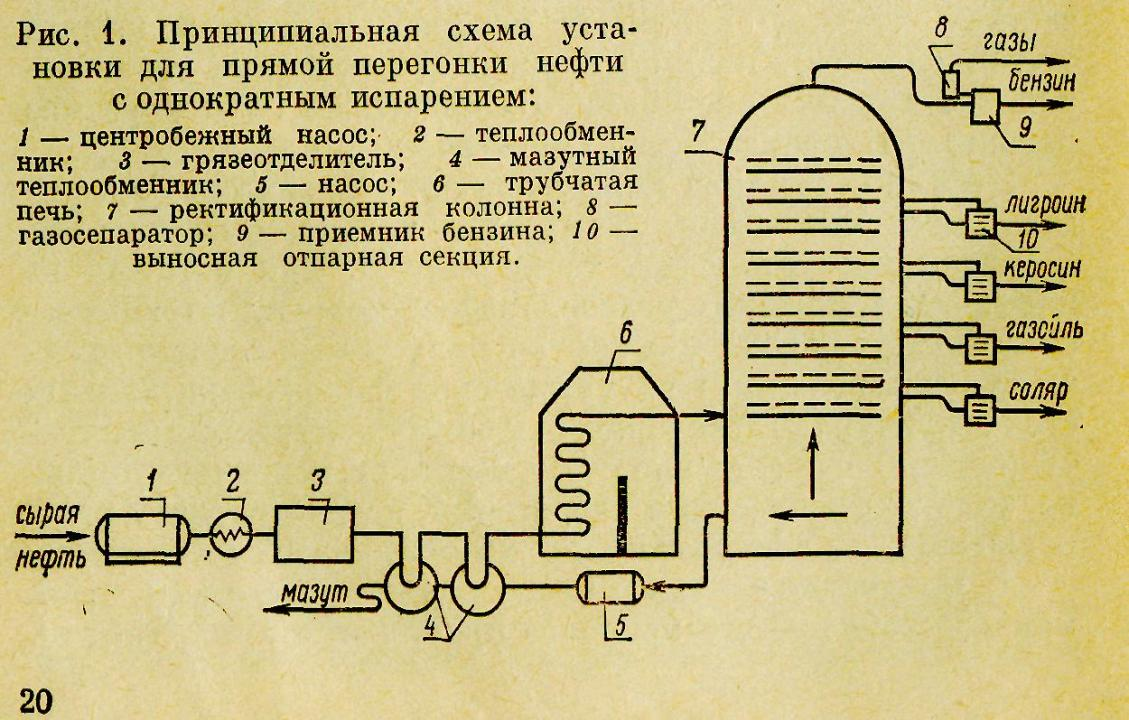 Рис. 1. Принципиальная схема уста-
новки для прямой перегонки нефти
с однократным испарением:
1 — центробежный насос; 2 — теплообмен-
ник; 3 — грязеотделитель; 4 — мазутный
теплообменник; 5 — насос; 6 — трубчатая
печь; 7 — ректификационная колонна; 8 —
газосепаратор; 9 — приемник бензина; 10 —
выносная отпарная секция.
8
газы
бензин
9
7
лигроин
10
керосин
газойль
соляр
6
1
2
3
сырая
нефть
мазут
4
5
20